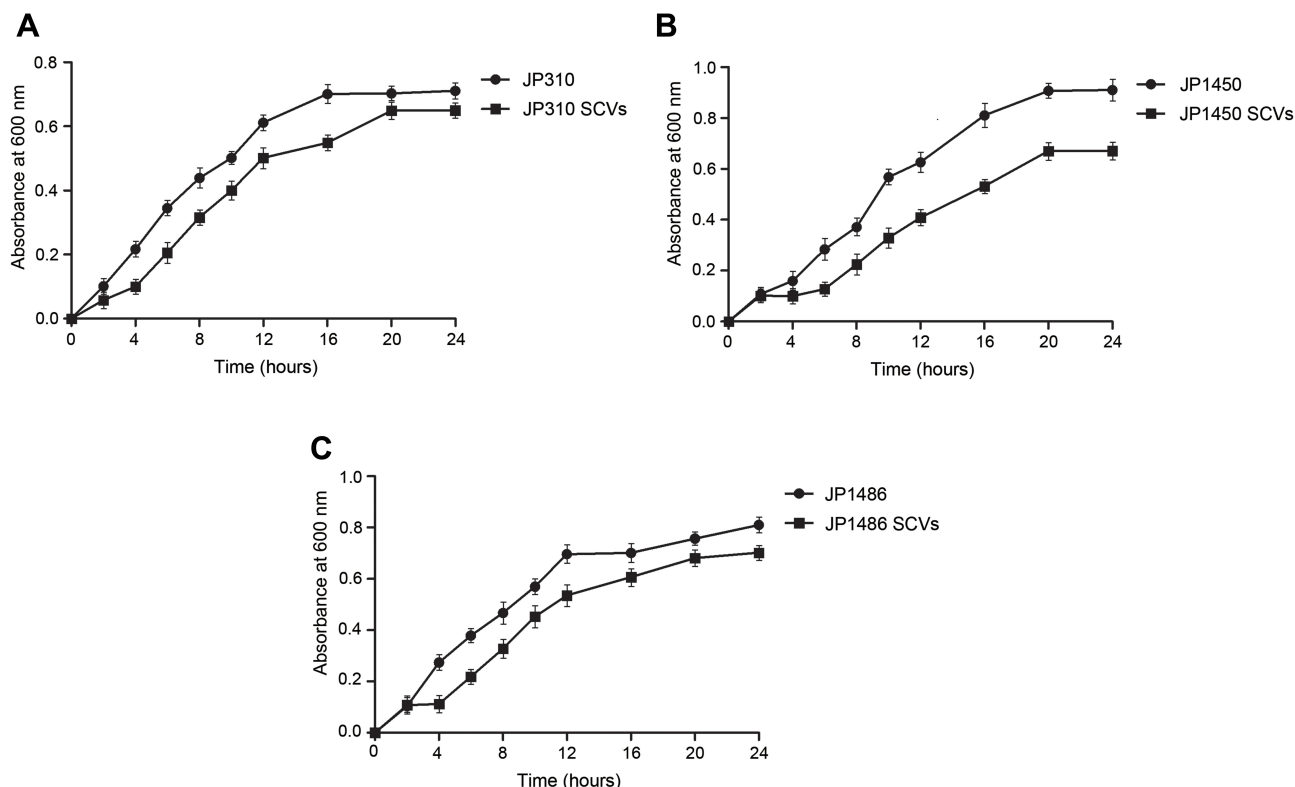 A
Absorbance at 600 nm
0.8
0.6
0.4
0.2
0.0
0 4 8 12 16 20 24
Time (hours)
JP310
JP310 SCVs
B
Absorbance at 600 nm
1.0
0.8
0.6
0.4
0.2
0.0
0 4 8 12 16 20 24
Time (hours)
JP1450
JP1450 SCVs
C
Absorbance at 600 nm
1.0
0.8
0.6
0.4
0.2
0.0
0 4 8 12 16 20 24
Time (hours)
JP1486
JP1486 SCVs